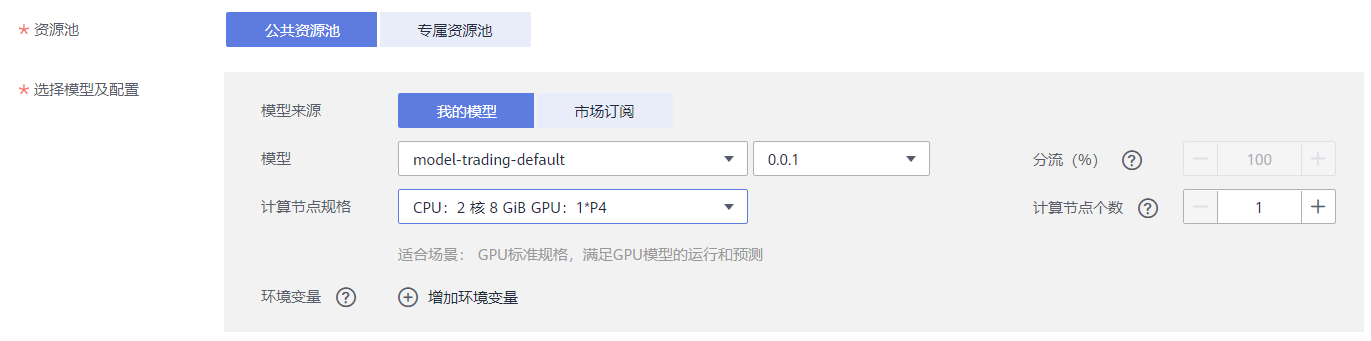 * 资源池 公共资源池 专属资源池
* 选择模型及配置
模型来源 我的模型 市场订阅
模型 model-trading-default 0.0.1 分流（%） ? 100
计算节点规格 CPU：2 核 8 GiB GPU：1*P4 计算节点个数 ? 1
适合场景： GPU标准规格，满足GPU模型的运行和预测
环境变量 ? 增加环境变量